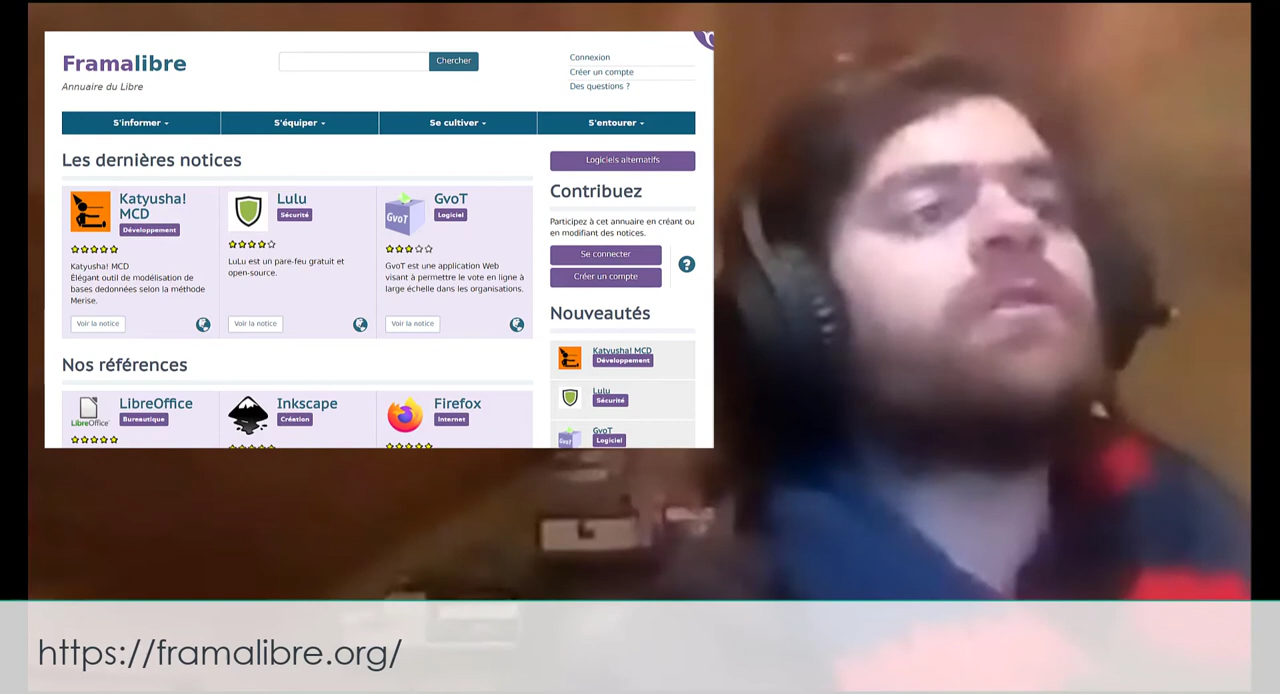 Framalibre
Annuaire du Libre
Chercher
Connexion
Créer un compte
Des questions ?
S'informer
S'équiper
Se cultiver
S'entourer
Les dernières notices
Katyusha!
MCD
Développement
Katyusha! MCD
Élégant outil de modélisation de
bases dedonnées selon la méthode
Merise.
Voir la notice
Lulu
Sécurité
LuLu est un pare-feu gratuit et
open-source.
Voir la notice
GvoT
GvoT
Logiciel
GvoT est une application Web
visant à permettre le vote en ligne à
large échelle dans les organisations.
Voir la notice
Nos références
LibreOffice
LibreOffice
Bureautique
Inkscape
Création
Firefox
Internet
Logiciels alternatifs
Contribuez
Participez à cet annuaire en créant ou
en modifiant des notices.
Se connecter
Créer un compte
?
Nouveautés
Katyusha! MCD
Développement
Lulu
Sécurité
GvoT
GvoT
Logiciel
https://framalibre.org/